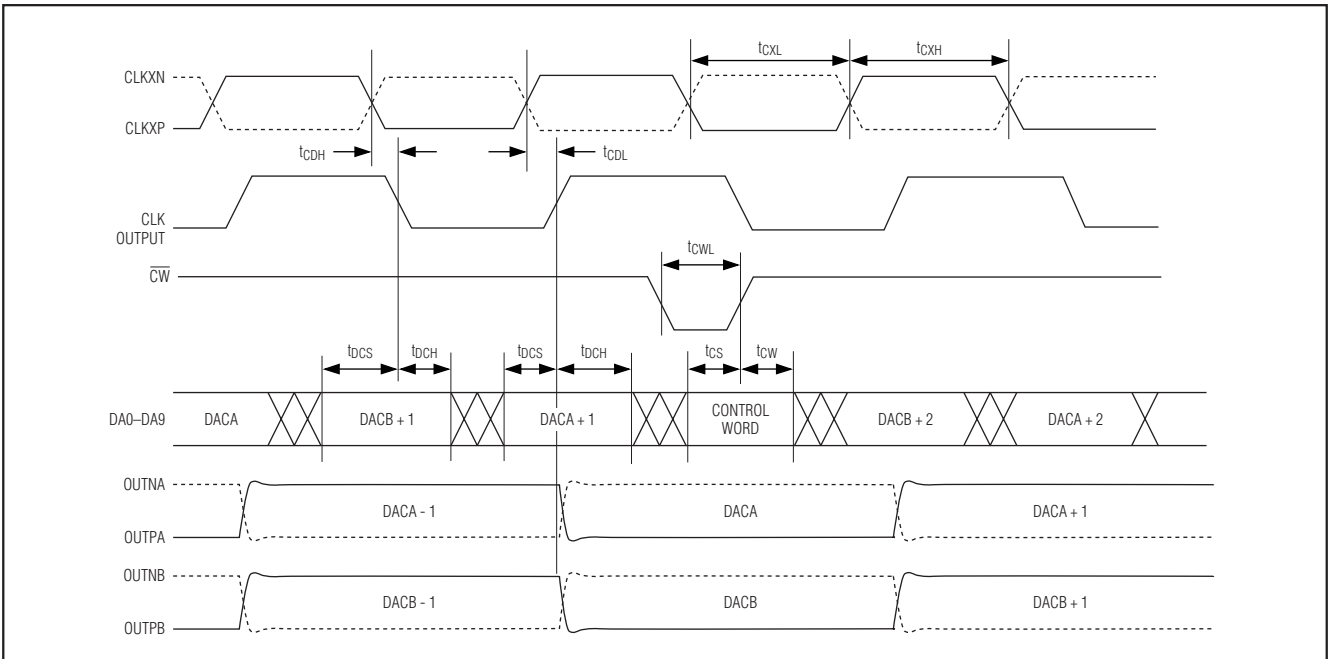 tCXL tCXH
CLKXN
CLKXP
tCDH tCDL
CLK
OUTPUT
tCWL
CW
tDCS tDCH tDCS tDCH tCS tCW
DA0–DA9 DACA DACB + 1 DACA + 1 CONTROL
WORD DACB + 2 DACA + 2
OUTNA
DACA - 1 DACA DACA + 1
OUTPA
OUTNB
DACB - 1 DACB DACB + 1
OUTPB